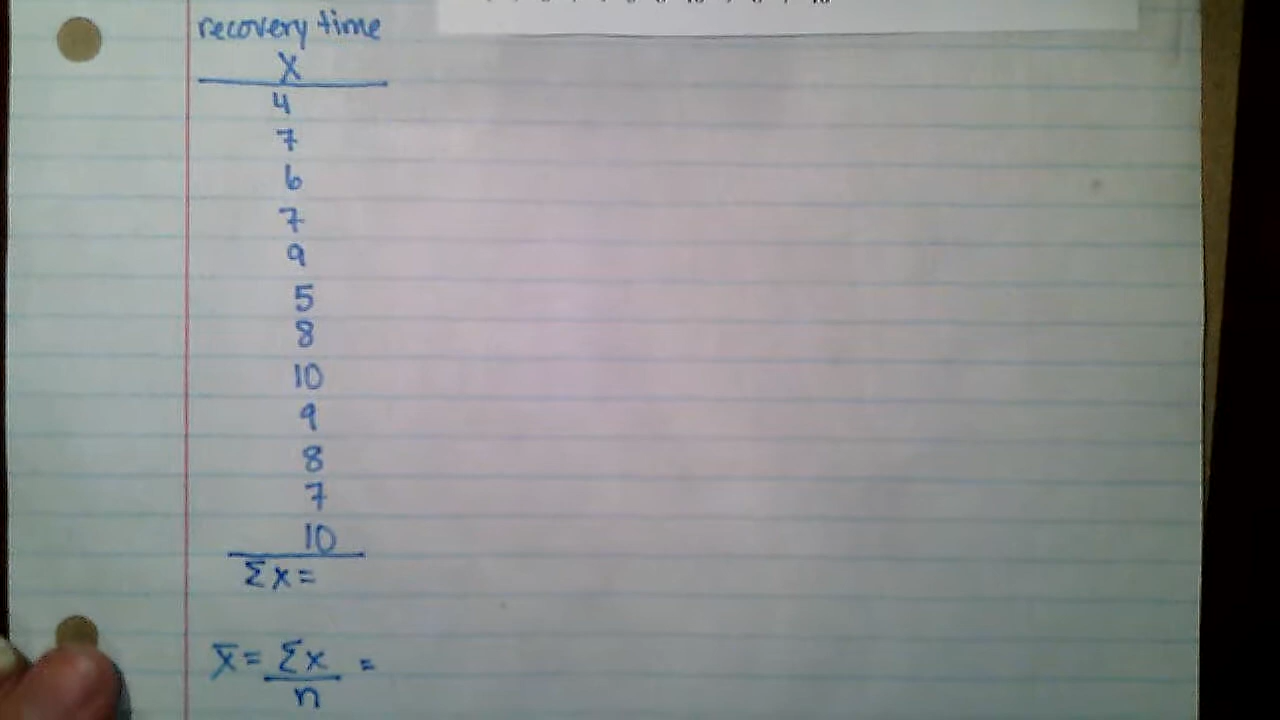 recovery time
X
4
7
6
7
9
5
8
10
9
8
7
10
Σx=
x̄ = Σx =
n